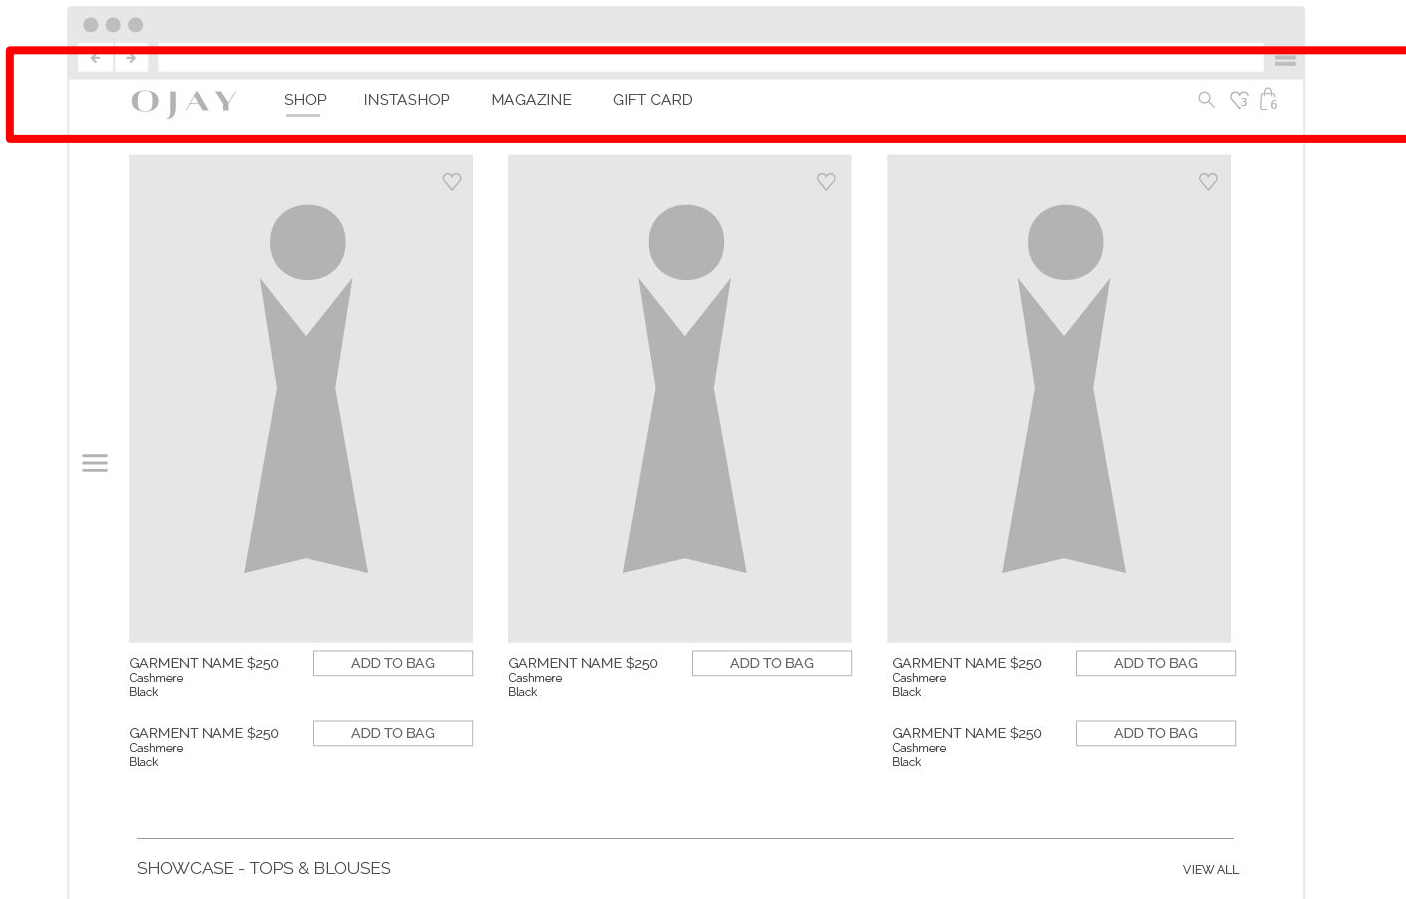 OJAY SHOP INSTASHOP MAGAZINE GIFT CARD 3 6
GARMENT NAME $250 ADD TO BAG
Cashmere
Black
GARMENT NAME $250 ADD TO BAG
Cashmere
Black
GARMENT NAME $250 ADD TO BAG
Cashmere
Black
GARMENT NAME $250 ADD TO BAG
Cashmere
Black
GARMENT NAME $250 ADD TO BAG
Cashmere
Black
SHOWCASE - TOPS & BLOUSES VIEW ALL